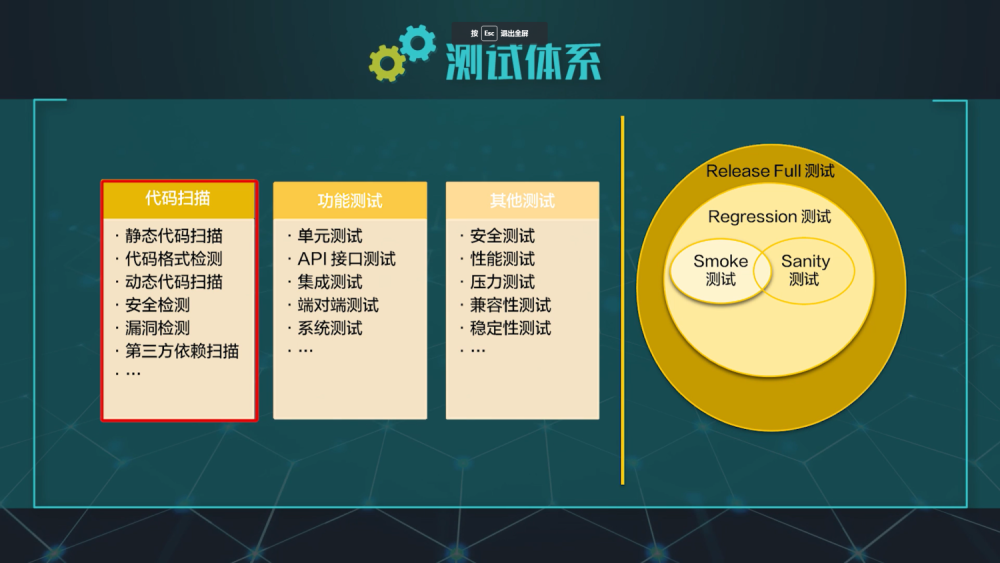 按 Esc 退出全屏
测试体系
代码扫描
· 静态代码扫描
· 代码格式检测
· 动态代码扫描
· 安全检测
· 漏洞检测
· 第三方依赖扫描
· …
功能测试
· 单元测试
· API 接口测试
· 集成测试
· 端对端测试
· 系统测试
· …
其他测试
· 安全测试
· 性能测试
· 压力测试
· 兼容性测试
· 稳定性测试
· …
Release Full 测试
Regression 测试
Smoke
测试
Sanity
测试